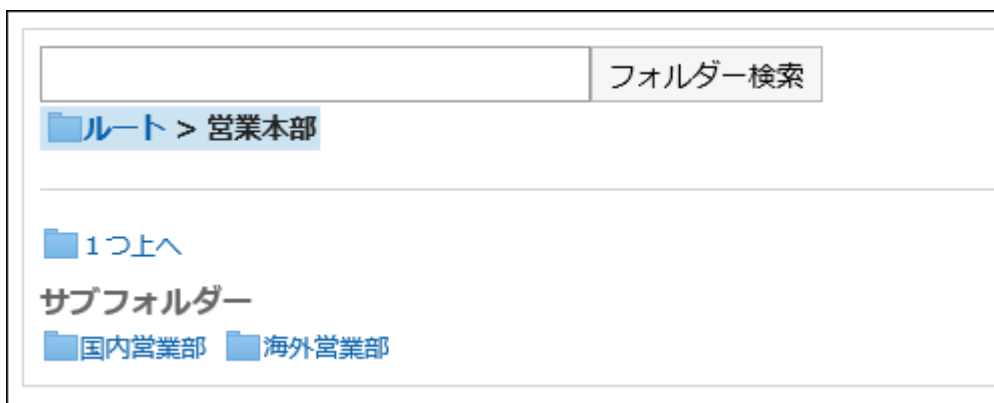 フォルダー検索
ルート > 営業本部
1つ上へ
サブフォルダー
国内営業部 海外営業部